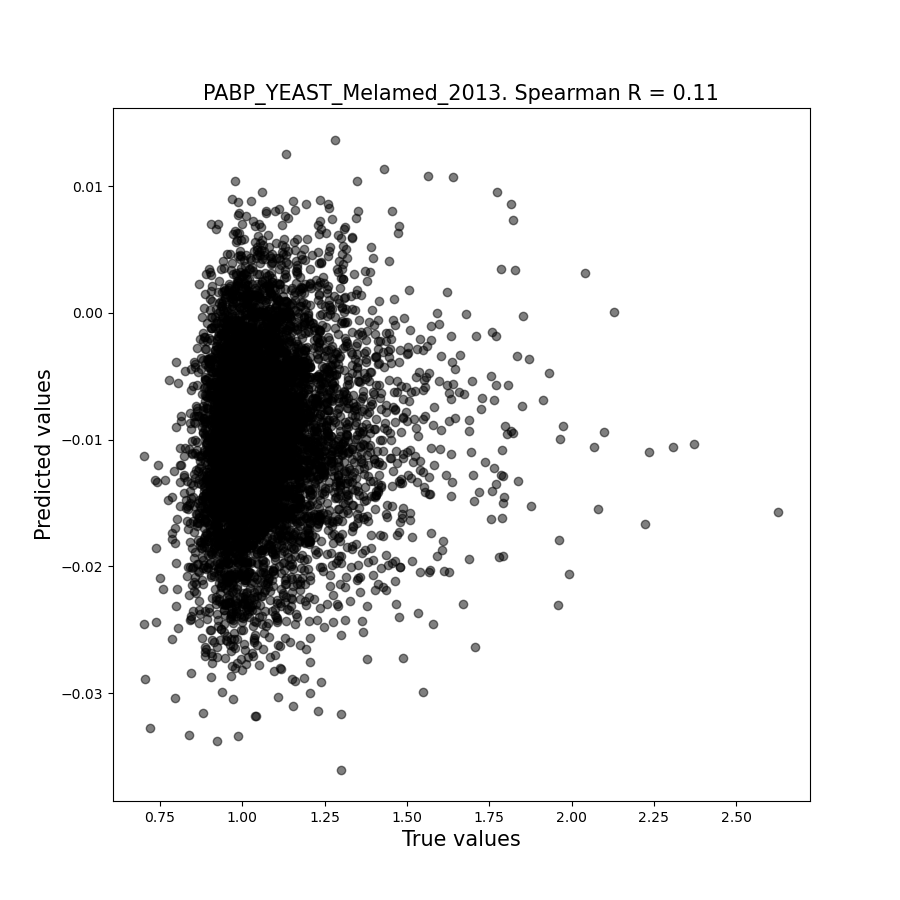 PABP_YEAST_Melamed_2013. Spearman R = 0.11
0.01
0.00
−0.01
−0.02
−0.03
Predicted values
0.75 1.00 1.25 1.50 1.75 2.00 2.25 2.50
True values